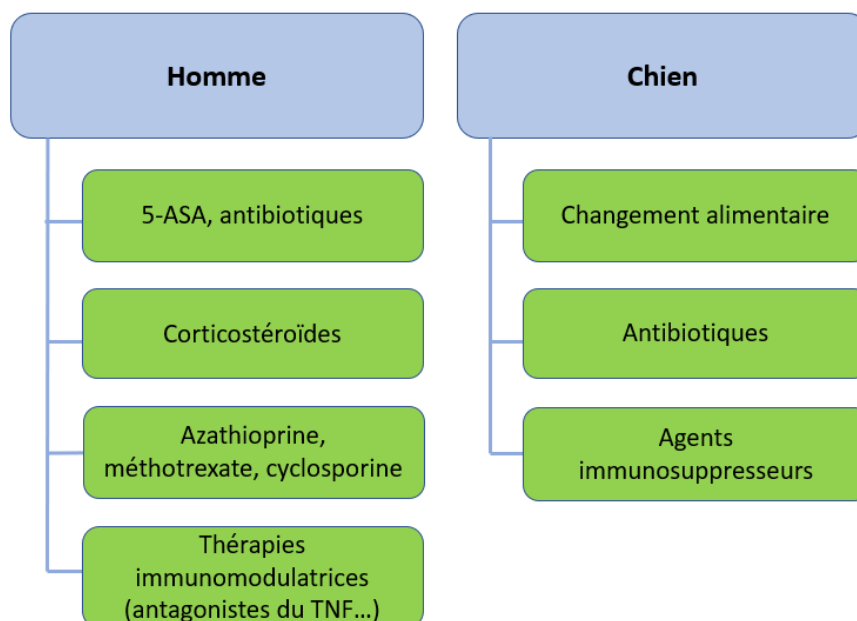 Homme
5-ASA, antibiotiques
Corticostéroïdes
Azathioprine,
méthotrexate, cyclosporine
Thérapies
immunomodulatrices
(antagonistes du TNF…)
Chien
Changement alimentaire
Antibiotiques
Agents
immunosuppresseurs